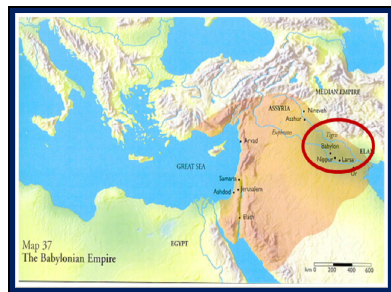 MEDIAN EMPIRE
ASSYRIA
Nineveh
Asshur
Euphrates
Tigris
Babylon
ELAM
Nippur
Larsa
Ur
Arvad
GREAT SEA
Samaria
Jerusalem
Ashdod
Elath
EGYPT
Map 37
The Babylonian Empire
km 0 200 400 600